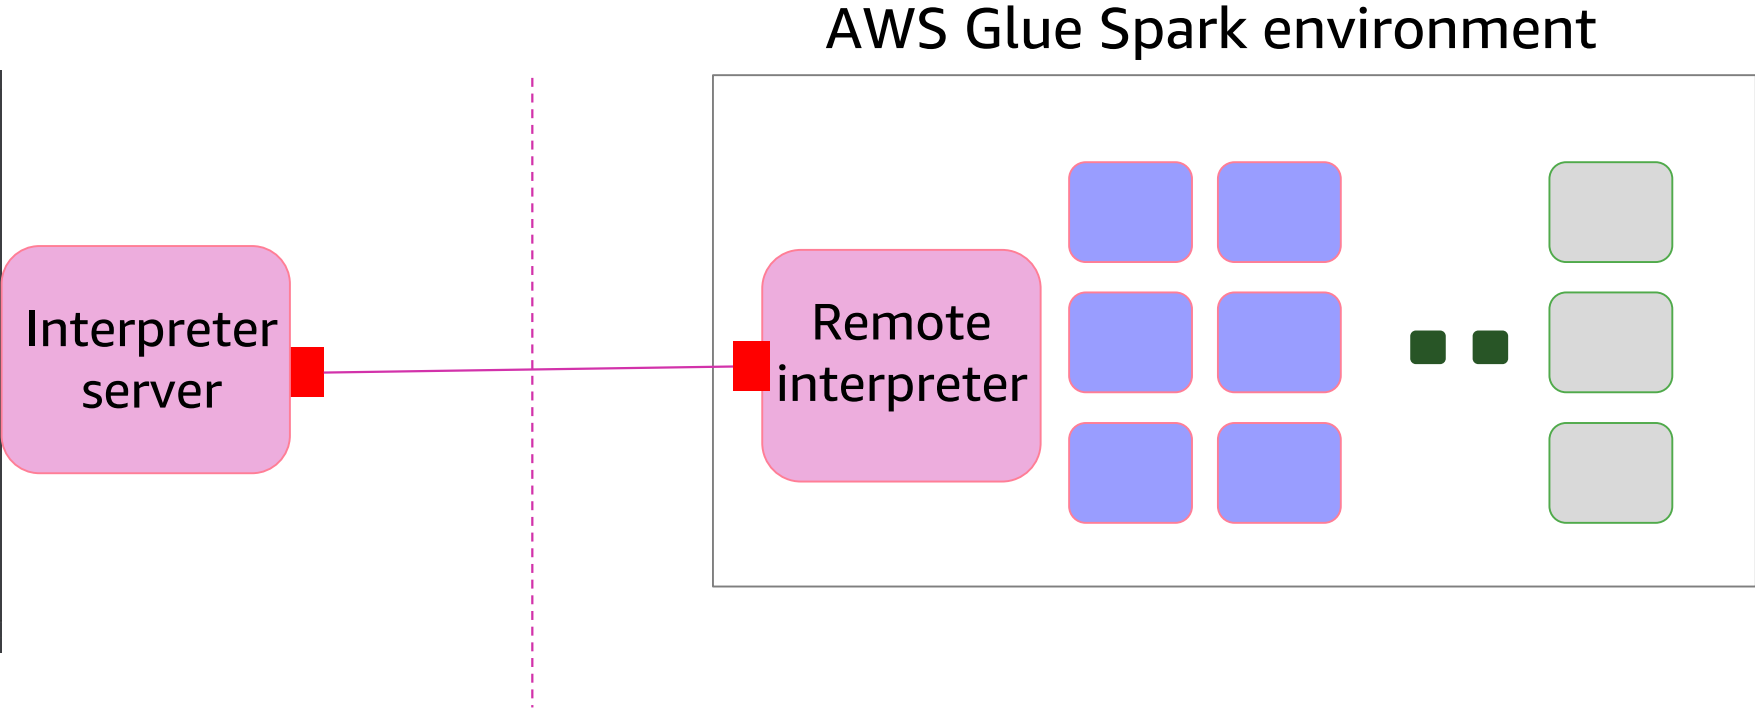 AWS Glue Spark environment
Interpreter
server
Remote
interpreter